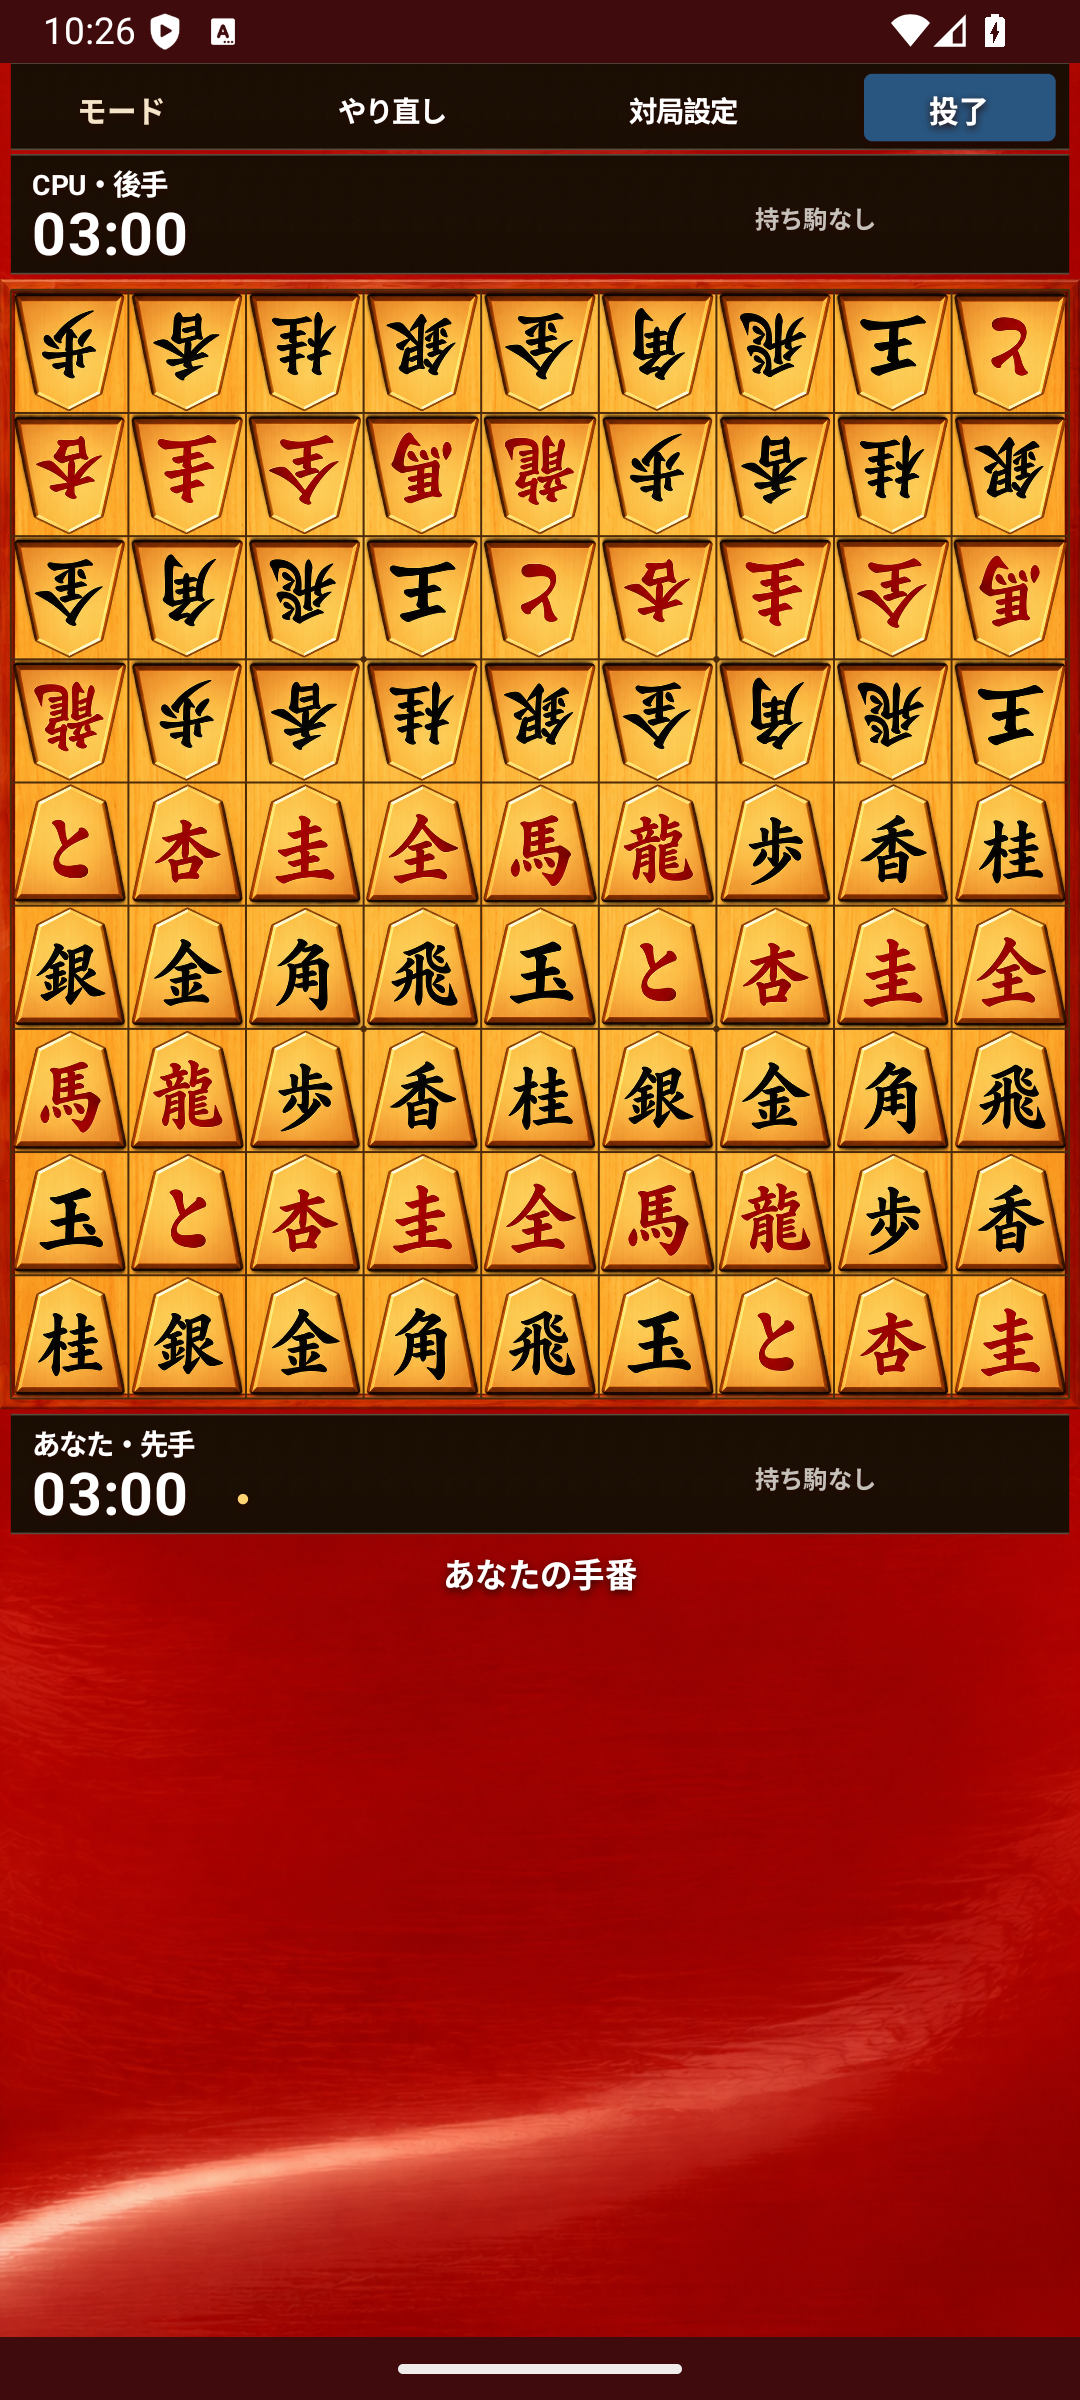 10:26
モード やり直し 対局設定 投了
CPU・後手
03:00
持ち駒なし
歩 香 桂 銀 金 角 飛 王 と
杏 圭 全 馬 龍 歩 香 桂 銀
金 角 飛 王 と 杏 圭 全 馬
龍 歩 香 桂 銀 金 角 飛 王
と 杏 圭 全 馬 龍 歩 香 桂
銀 金 角 飛 玉 と 杏 圭 全
馬 龍 歩 香 桂 銀 金 角 飛
玉 と 杏 圭 全 馬 龍 歩 香
桂 銀 金 角 飛 玉 と 杏 圭
あなた・先手
03:00
持ち駒なし
あなたの手番